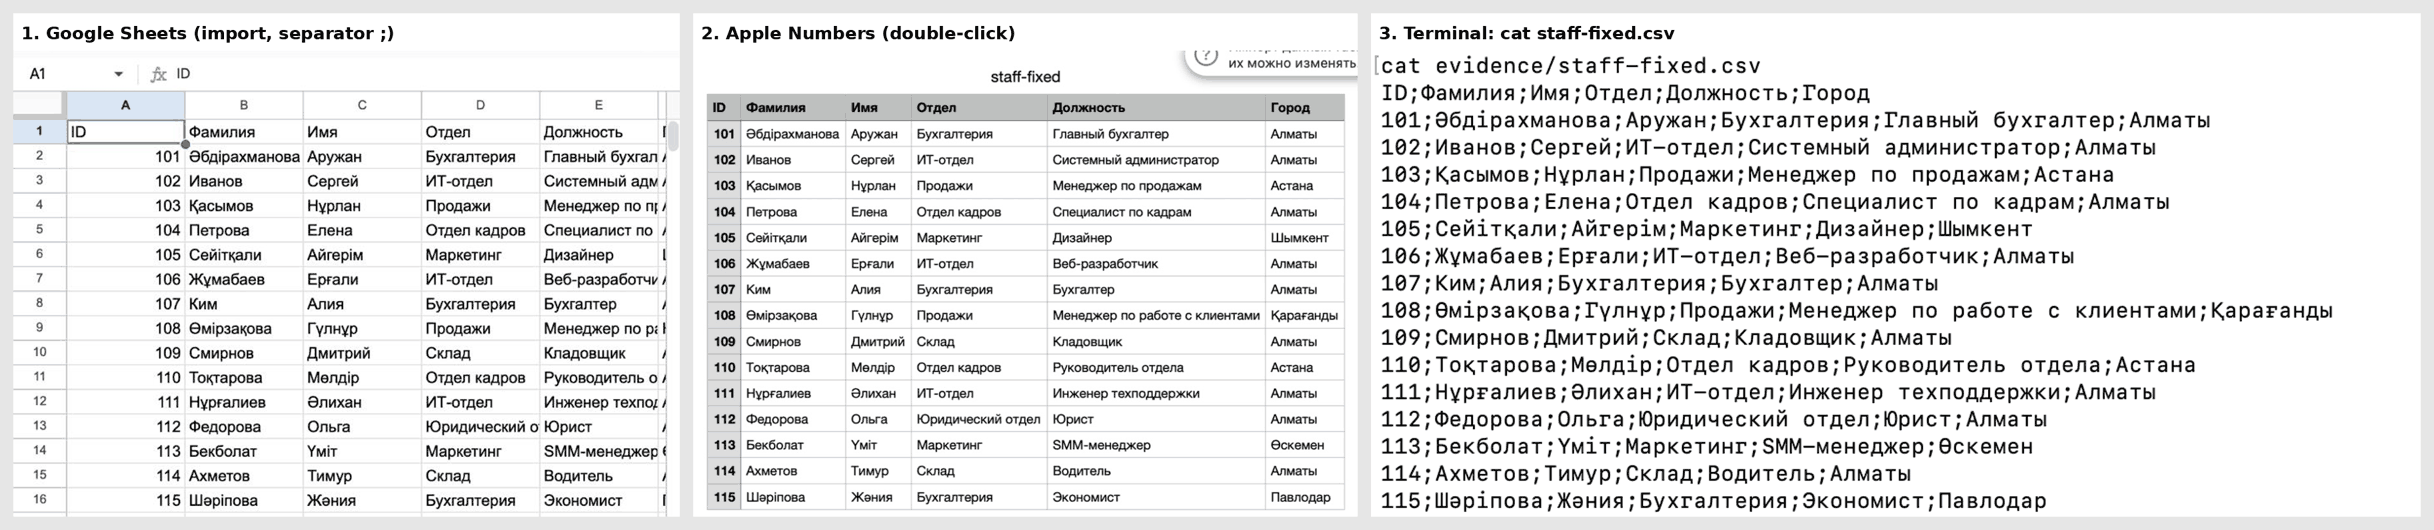 1. Google Sheets (import, separator ;)
A1 fx ID
A B C D E
1 ID Фамилия Имя Отдел Должность
2 101 Әбдірахманова Аружан Бухгалтерия Главный бухгал
3 102 Иванов Сергей ИТ-отдел Системный адм
4 103 Қасымов Нұрлан Продажи Менеджер по пр
5 104 Петрова Елена Отдел кадров Специалист по
6 105 Сейітқали Айгерім Маркетинг Дизайнер
7 106 Жұмабаев Ерғали ИТ-отдел Веб-разработчи
8 107 Ким Алия Бухгалтерия Бухгалтер
9 108 Өмірзақова Гүлнұр Продажи Менеджер по ра
10 109 Смирнов Дмитрий Склад Кладовщик
11 110 Тоқтарова Мөлдір Отдел кадров Руководитель о
12 111 Нұрғалиев Әлихан ИТ-отдел Инженер техпод
13 112 Федорова Ольга Юридический о Юрист
14 113 Бекболат Үміт Маркетинг SMM-менеджер
15 114 Ахметов Тимур Склад Водитель
16 115 Шәріпова Жәния Бухгалтерия Экономист
2. Apple Numbers (double-click)
их можно изменять
staff-fixed
ID Фамилия Имя Отдел Должность Город
101 Әбдірахманова Аружан Бухгалтерия Главный бухгалтер Алматы
102 Иванов Сергей ИТ-отдел Системный администратор Алматы
103 Қасымов Нұрлан Продажи Менеджер по продажам Астана
104 Петрова Елена Отдел кадров Специалист по кадрам Алматы
105 Сейітқали Айгерім Маркетинг Дизайнер Шымкент
106 Жұмабаев Ерғали ИТ-отдел Веб-разработчик Алматы
107 Ким Алия Бухгалтерия Бухгалтер Алматы
108 Өмірзақова Гүлнұр Продажи Менеджер по работе с клиентами Қарағанды
109 Смирнов Дмитрий Склад Кладовщик Алматы
110 Тоқтарова Мөлдір Отдел кадров Руководитель отдела Астана
111 Нұрғалиев Әлихан ИТ-отдел Инженер техподдержки Алматы
112 Федорова Ольга Юридический отдел Юрист Алматы
113 Бекболат Үміт Маркетинг SMM-менеджер Өскемен
114 Ахметов Тимур Склад Водитель Алматы
115 Шәріпова Жәния Бухгалтерия Экономист Павлодар
3. Terminal: cat staff-fixed.csv
cat evidence/staff-fixed.csv
ID;Фамилия;Имя;Отдел;Должность;Город
101;Әбдірахманова;Аружан;Бухгалтерия;Главный бухгалтер;Алматы
102;Иванов;Сергей;ИТ-отдел;Системный администратор;Алматы
103;Қасымов;Нұрлан;Продажи;Менеджер по продажам;Астана
104;Петрова;Елена;Отдел кадров;Специалист по кадрам;Алматы
105;Сейітқали;Айгерім;Маркетинг;Дизайнер;Шымкент
106;Жұмабаев;Ерғали;ИТ-отдел;Веб-разработчик;Алматы
107;Ким;Алия;Бухгалтерия;Бухгалтер;Алматы
108;Өмірзақова;Гүлнұр;Продажи;Менеджер по работе с клиентами;Қарағанды
109;Смирнов;Дмитрий;Склад;Кладовщик;Алматы
110;Тоқтарова;Мөлдір;Отдел кадров;Руководитель отдела;Астана
111;Нұрғалиев;Әлихан;ИТ-отдел;Инженер техподдержки;Алматы
112;Федорова;Ольга;Юридический отдел;Юрист;Алматы
113;Бекболат;Үміт;Маркетинг;SMM-менеджер;Өскемен
114;Ахметов;Тимур;Склад;Водитель;Алматы
115;Шәріпова;Жәния;Бухгалтерия;Экономист;Павлодар